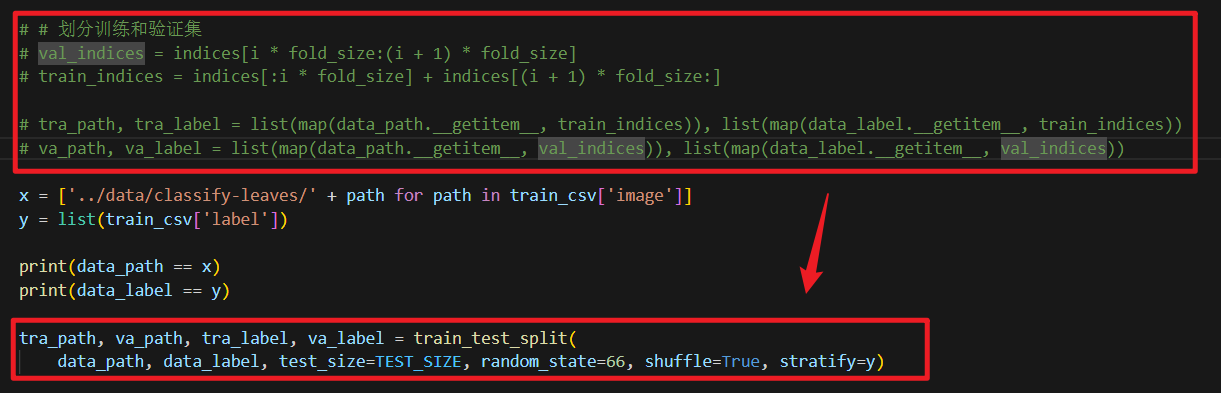 # # 划分训练和验证集
# val_indices = indices[i * fold_size:(i + 1) * fold_size]
# train_indices = indices[:i * fold_size] + indices[(i + 1) * fold_size:]
# tra_path, tra_label = list(map(data_path.__getitem__, train_indices)), list(map(data_label.__getitem__, train_indices))
# va_path, va_label = list(map(data_path.__getitem__, val_indices)), list(map(data_label.__getitem__, val_indices))
x = ['../data/classify-leaves/' + path for path in train_csv['image']]
y = list(train_csv['label'])
print(data_path == x)
print(data_label == y)
tra_path, va_path, tra_label, va_label = train_test_split(
data_path, data_label, test_size=TEST_SIZE, random_state=66, shuffle=True, stratify=y)